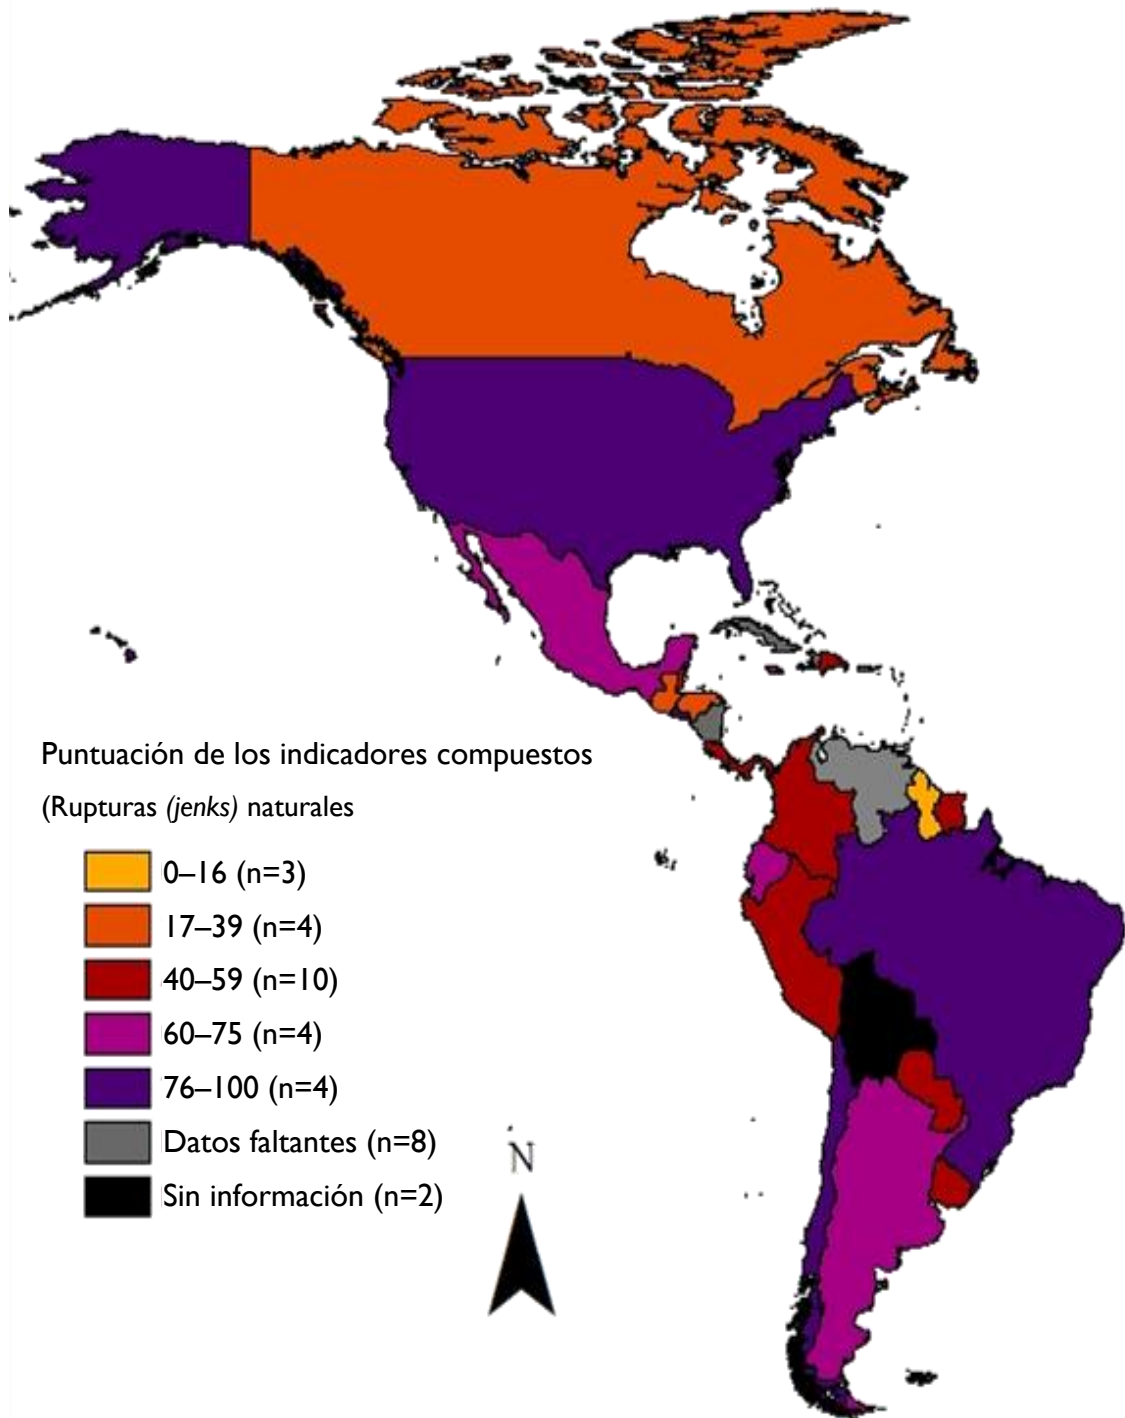 Puntuación de los indicadores compuestos
(Rupturas (jenks) naturales
0–16 (n=3)
17–39 (n=4)
40–59 (n=10)
60–75 (n=4)
76–100 (n=4)
Datos faltantes (n=8)
Sin información (n=2)
N